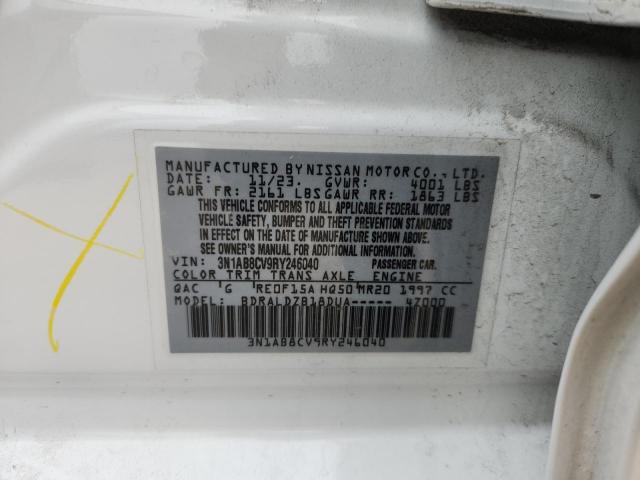 MANUFACTURED BY NISSAN MOTOR CO., LTD.
DATE: 11/23. GVWR: 4001 LBS
GAWR FR: 2161 LBS GAWR RR: 1863 LBS
THIS VEHICLE CONFORMS TO ALL APPLICABLE FEDERAL MOTOR
VEHICLE SAFETY, BUMPER AND THEFT PREVENTION STANDARDS
IN EFFECT ON THE DATE OF MANUFACTURE SHOWN ABOVE.
SEE OWNER'S MANUAL FOR ADDITIONAL INFORMATION.
VIN: 3N1AB8CV9RY246040 PASSENGER CAR.
COLOR TRIM TRANS AXLE ENGINE
QAC G RE0F15A HQ50 MR20 1997 CC
MODEL: BDRALDZB18DUA----- 4Z000
3N1AB8CV9RY246040